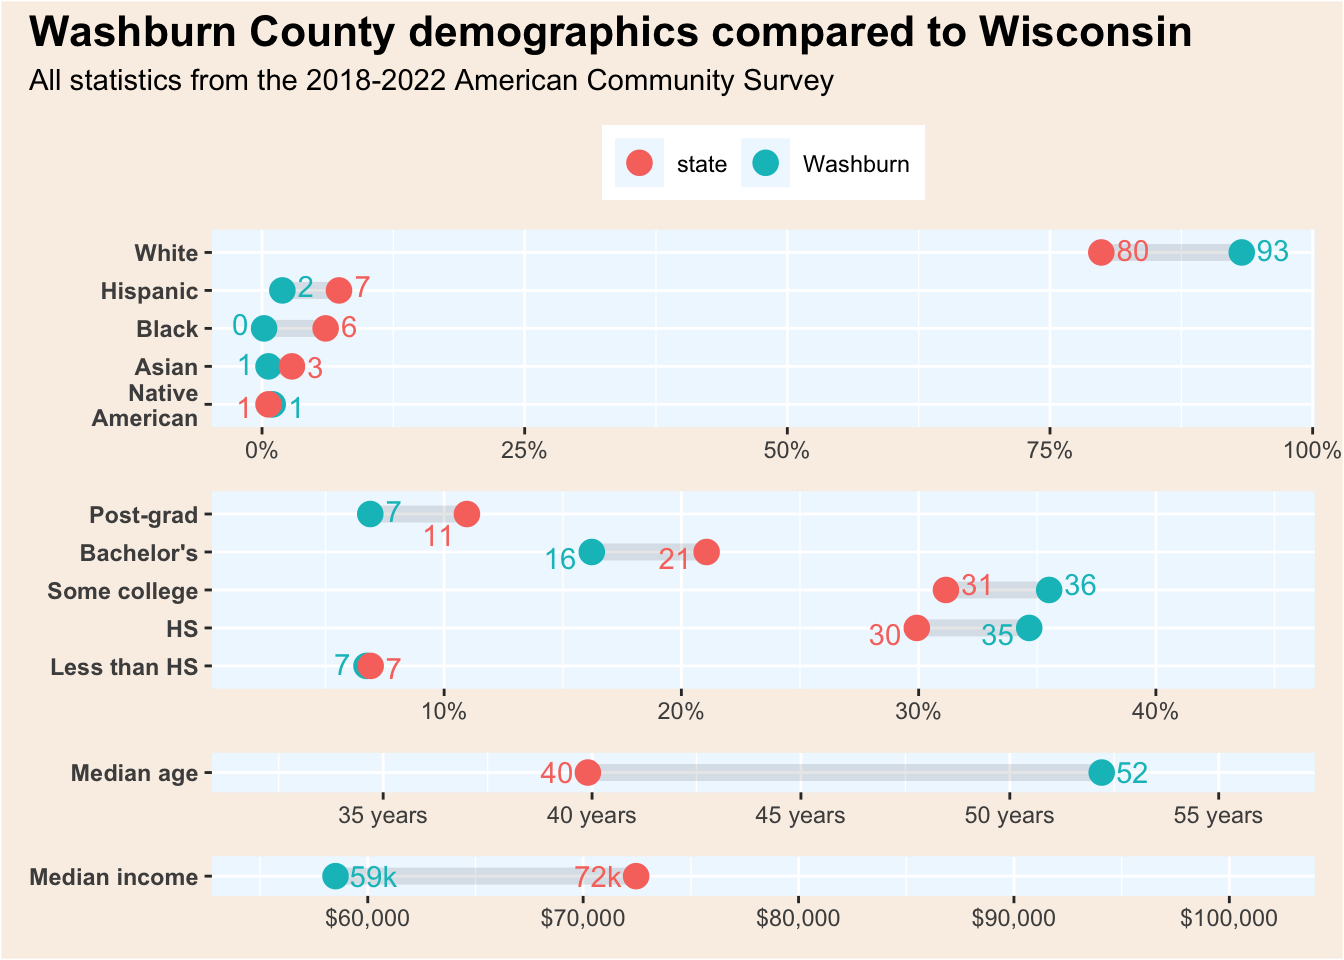 Washburn County demographics compared to Wisconsin
All statistics from the 2018-2022 American Community Survey
state Washburn
White 80 93
Hispanic 2 7
Black 0 6
Asian 1 3
Native
American 1 1
0% 25% 50% 75% 100%
Post-grad 7 11
Bachelor's 16 21
Some college 31 36
HS 30 35
Less than HS 7 7
10% 20% 30% 40%
Median age 40 52
35 years 40 years 45 years 50 years 55 years
Median income 59k 72k
$60,000 $70,000 $80,000 $90,000 $100,000